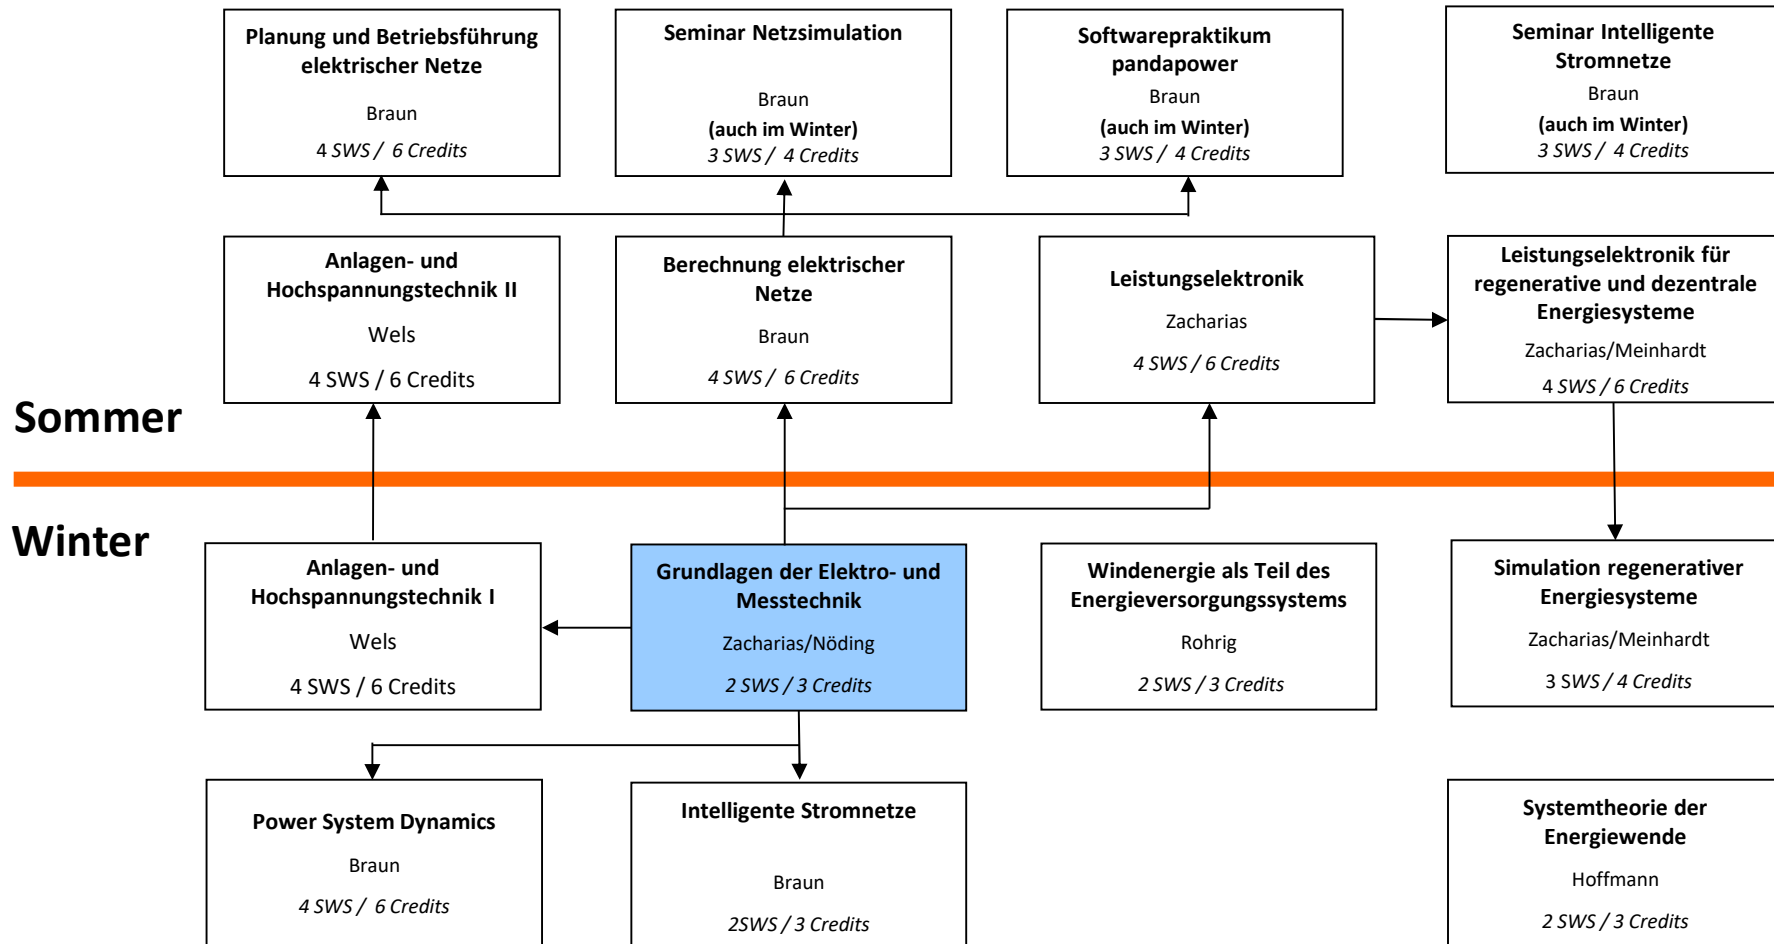 Planung und Betriebsführung
elektrischer Netze
Braun
4 SWS / 6 Credits
Seminar Netzsimulation
Braun
(auch im Winter)
3 SWS / 4 Credits
Softwarepraktikum
pandapower
Braun
(auch im Winter)
3 SWS / 4 Credits
Seminar Intelligente
Stromnetze
Braun
(auch im Winter)
3 SWS / 4 Credits
Anlagen- und
Hochspannungstechnik II
Wels
4 SWS / 6 Credits
Berechnung elektrischer
Netze
Braun
4 SWS / 6 Credits
Leistungselektronik
Zacharias
4 SWS / 6 Credits
Leistungselektronik für
regenerative und dezentrale
Energiesysteme
Zacharias/Meinhardt
4 SWS / 6 Credits
Sommer
Winter
Anlagen- und
Hochspannungstechnik I
Wels
4 SWS / 6 Credits
Grundlagen der Elektro- und
Messtechnik
Zacharias/Nöding
2 SWS / 3 Credits
Windenergie als Teil des
Energieversorgungssystems
Rohrig
2 SWS / 3 Credits
Simulation regenerativer
Energiesysteme
Zacharias/Meinhardt
3 SWS / 4 Credits
Power System Dynamics
Braun
4 SWS / 6 Credits
Intelligente Stromnetze
Braun
2SWS / 3 Credits
Systemtheorie der
Energiewende
Hoffmann
2 SWS / 3 Credits